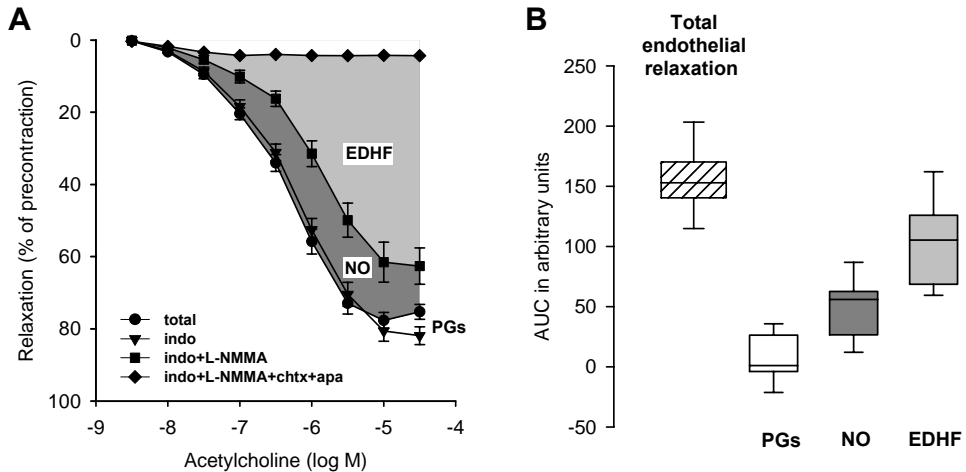 A
0
20
40
60
80
100
Relaxation (% of precontraction)
EDHF
NO
PGs
total
indo
indo+L-NMMA
indo+L-NMMA+chtx+apa
-9
-8
-7
-6
-5
-4
Acetylcholine (log M)
B
Total
endothelial
relaxation
250
200
150
100
50
0
-50
AUC in arbitrary units
PGs
NO
EDHF